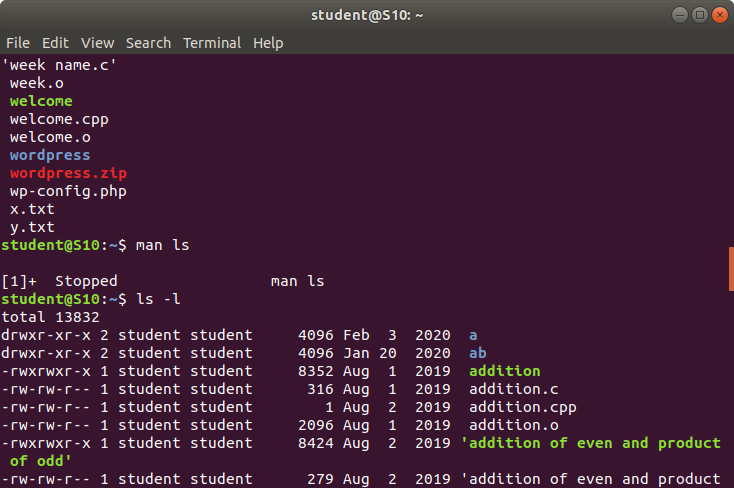 student@S10: ~
File Edit View Search Terminal Help
'week name.c'
week.o
welcome
welcome.cpp
welcome.o
wordpress
wordpress.zip
wp-config.php
x.txt
y.txt
student@S10:~$ man ls
[1]+  Stopped                 man ls
student@S10:~$ ls -l
total 13832
drwxr-xr-x 2 student student     4096 Feb  3  2020  a
drwxr-xr-x 2 student student     4096 Jan 20  2020  ab
-rwxrwxr-x 1 student student     8352 Aug  1  2019  addition
-rw-rw-r-- 1 student student      316 Aug  1  2019  addition.c
-rw-rw-r-- 1 student student        1 Aug  2  2019  addition.cpp
-rw-rw-r-- 1 student student     2096 Aug  1  2019  addition.o
-rwxrwxr-x 1 student student     8424 Aug  2  2019 'addition of even and product
of odd'
-rw-rw-r-- 1 student student      279 Aug  2  2019 'addition of even and product